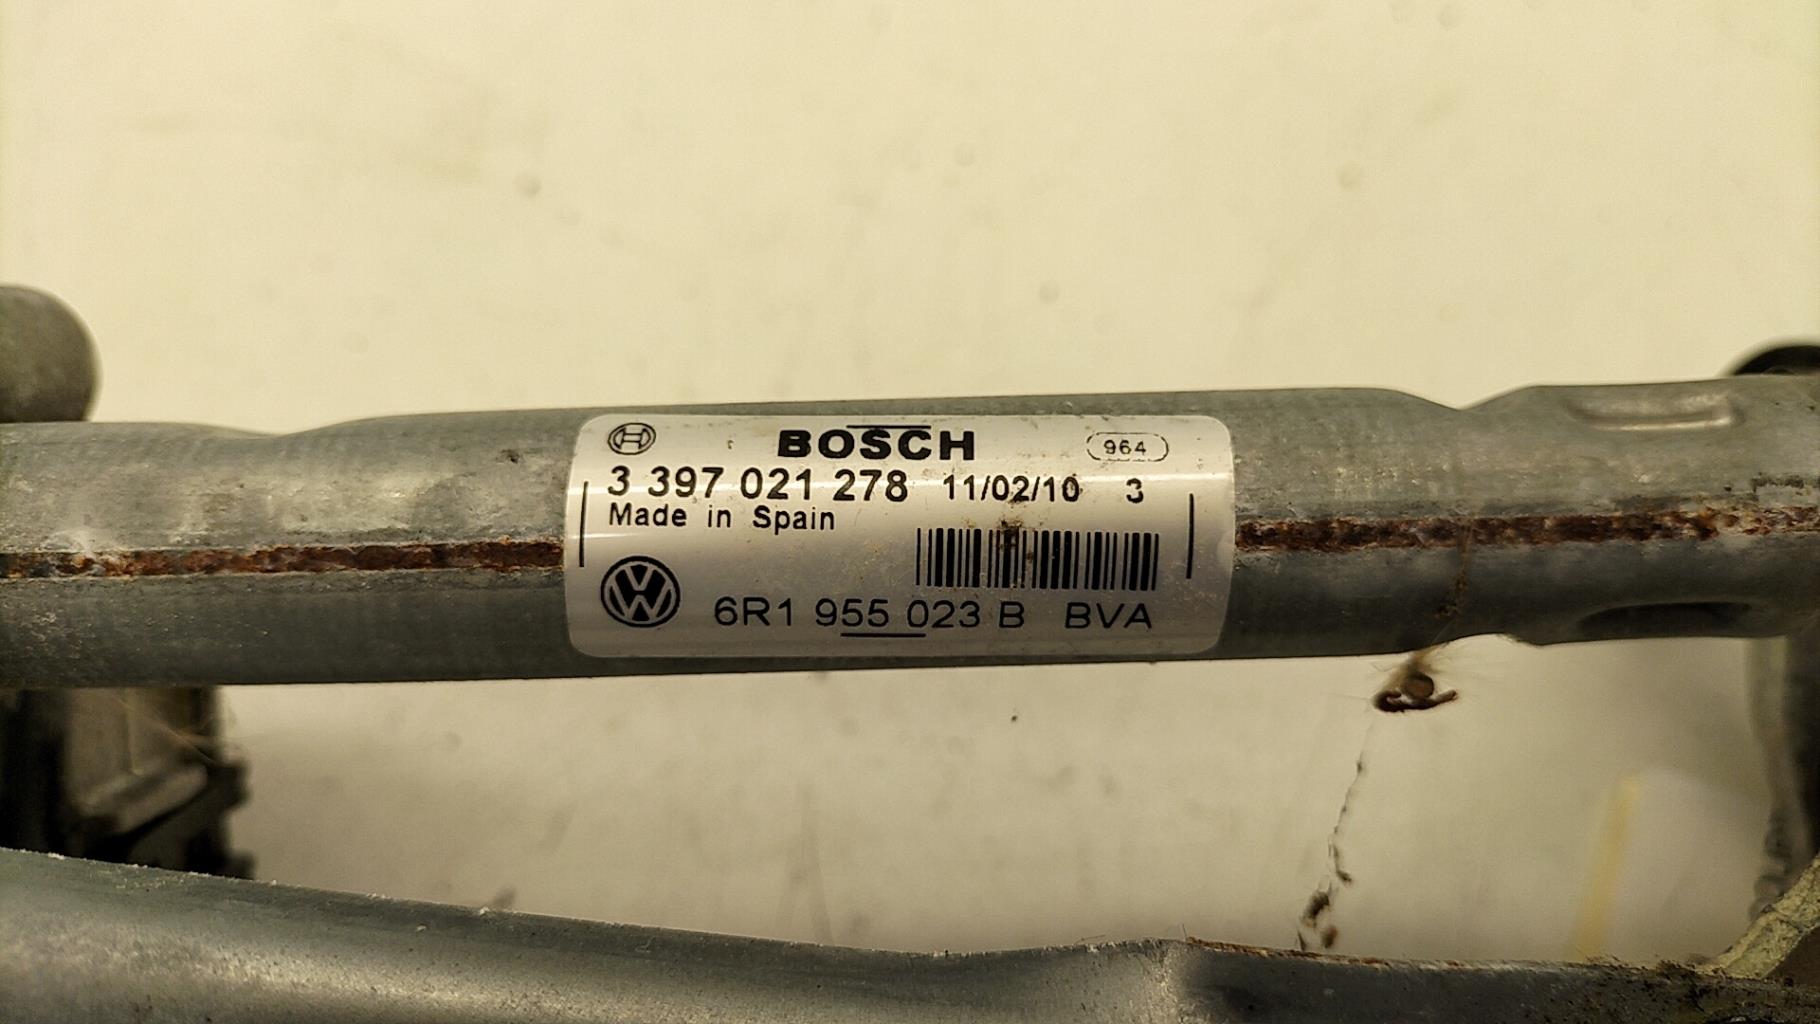 BOSCH 964
3 397 021 278 11/02/10 3
Made in Spain
6R1 955 023 B BVA